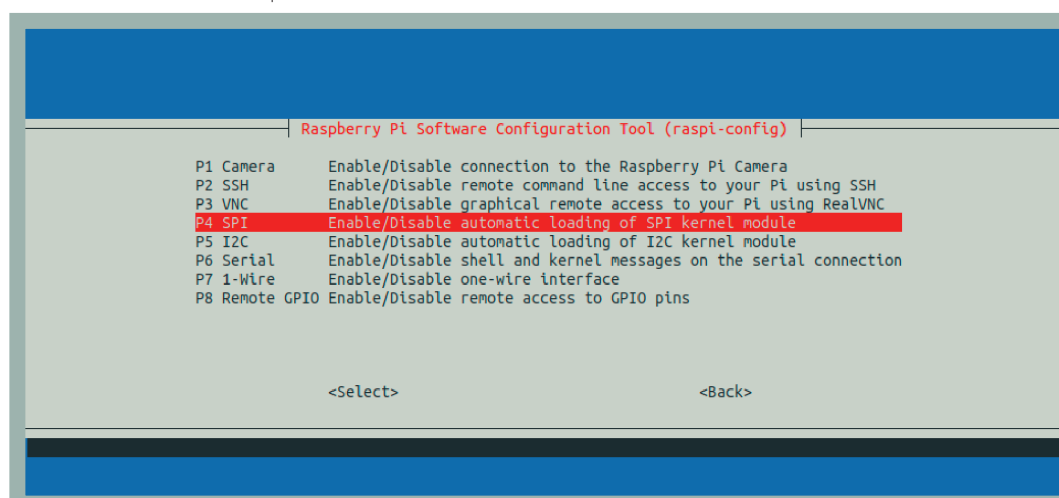 Raspberry Pi Software Configuration Tool (raspi-config)
P1 Camera Enable/Disable connection to the Raspberry Pi Camera
P2 SSH Enable/Disable remote command line access to your Pi using SSH
P3 VNC Enable/Disable graphical remote access to your Pi using RealVNC
P4 SPI Enable/Disable automatic loading of SPI kernel module
P5 I2C Enable/Disable automatic loading of I2C kernel module
P6 Serial Enable/Disable shell and kernel messages on the serial connection
P7 1-Wire Enable/Disable one-wire interface
P8 Remote GPIO Enable/Disable remote access to GPIO pins
<Select> <Back>